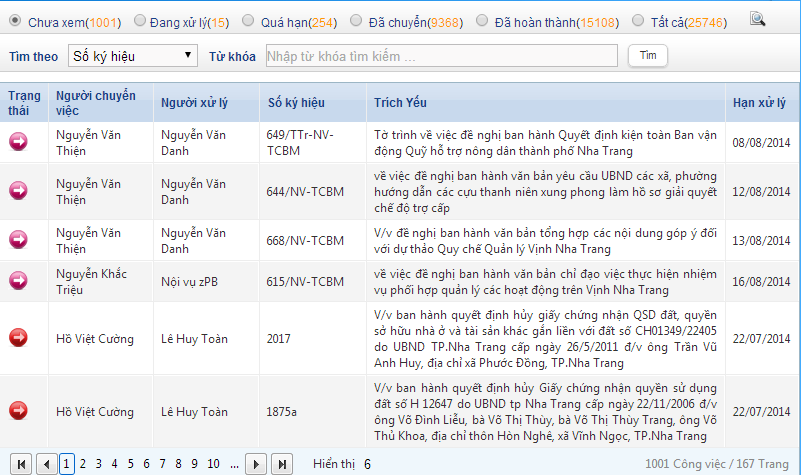 Chưa xem(1001) Đang xử lý(15) Quá hạn(254) Đã chuyển(9368) Đã hoàn thành(15108) Tất cả(25746)
Tìm theo Số ký hiệu Từ khóa Nhập từ khóa tìm kiếm ... Tìm
Trạng thái
Người chuyển việc
Người xử lý
Số ký hiệu
Trích Yếu
Hạn xử lý
Nguyễn Văn
Thiện
Nguyễn Văn
Danh
649/TTr-NV-
TCBM
Tờ trình về việc đề nghị ban hành Quyết định kiện toàn Ban vận
động Quỹ hỗ trợ nông dân thành phố Nha Trang
08/08/2014
Nguyễn Văn
Thiện
Nguyễn Văn
Danh
644/NV-TCBM
về việc đề nghị ban hành văn bản yêu cầu UBND các xã, phường
hướng dẫn các cựu thanh niên xung phong làm hồ sơ giải quyết
chế độ trợ cấp
12/08/2014
Nguyễn Văn
Thiện
Nguyễn Văn
Danh
668/NV-TCBM
V/v đề nghị ban hành văn bản tổng hợp các nội dung góp ý đối
với dự thảo Quy chế Quản lý Vịnh Nha Trang
13/08/2014
Nguyễn Khắc
Triệu
Nội vụ zPB
615/NV-TCBM
về việc đề nghị ban hành văn bản chỉ đạo việc thực hiện nhiệm
vụ phối hợp quản lý các hoạt động trên Vịnh Nha Trang
16/08/2014
Hồ Việt Cường
Lê Huy Toàn
2017
V/v ban hành quyết định hủy giấy chứng nhận QSD đất, quyền
sở hữu nhà ở và tài sản khác gắn liền với đất số CH01349/22405
do UBND TP.Nha Trang cấp ngày 26/5/2011 đ/v ông Trần Vũ
Anh Huy, địa chỉ xã Phước Đồng, TP.Nha Trang
22/07/2014
Hồ Việt Cường
Lê Huy Toàn
1875a
V/v ban hành quyết định hủy Giấy chứng nhận quyền sử dụng
đất số H 12647 do UBND tp Nha Trang cấp ngày 22/11/2006 đ/v
ông Võ Đình Liễu, bà Võ Thị Thùy, bà Võ Thị Thùy Trang, ông Võ
Thủ Khoa, địa chỉ thôn Hòn Nghê, xã Vĩnh Ngọc, TP.Nha Trang
22/07/2014
1 2 3 4 5 6 7 8 9 10 ... Hiển thị 6 1001 Công việc / 167 Trang